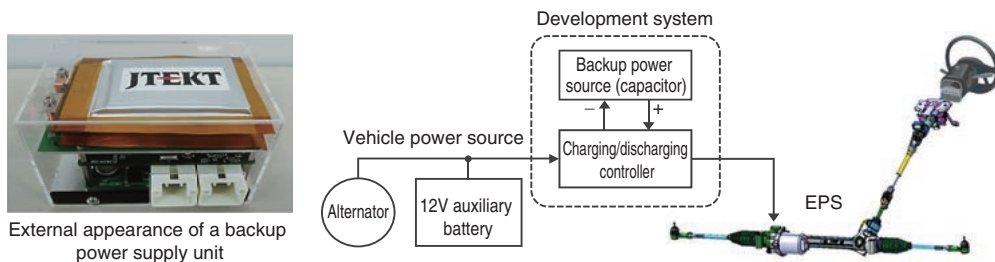 JTEKT
External appearance of a backup
power supply unit
Development system
Backup power
source (capacitor)
−
+
Vehicle power source
Charging/discharging
controller
Alternator
12V auxiliary
battery
EPS